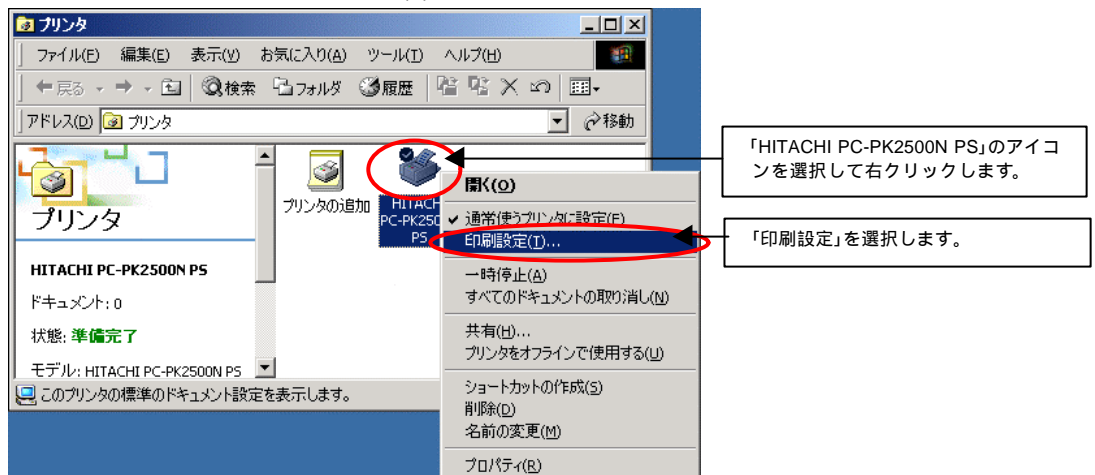 プリンタ
ファイル(F) 編集(E) 表示(V) お気に入り(A) ツール(T) ヘルプ(H)
戻る 検索 フォルダ 履歴
アドレス(D) プリンタ 移動
プリンタ
HITACHI PC-PK2500N PS
ドキュメント: 0
状態: 準備完了
モデル: HITACHI PC-PK2500N PS
プリンタの追加
HITACH
PC-PK250
PS
開く(O)
通常使うプリンタに設定(F)
印刷設定(T)...
一時停止(A)
すべてのドキュメントの取り消し(N)
共有(H)...
プリンタをオフラインで使用する(U)
ショートカットの作成(S)
削除(D)
名前の変更(M)
プロパティ(R)
このプリンタの標準のドキュメント設定を表示します。
「HITACHI PC-PK2500N PS」のアイコ
ンを選択して右クリックします。
「印刷設定」を選択します。